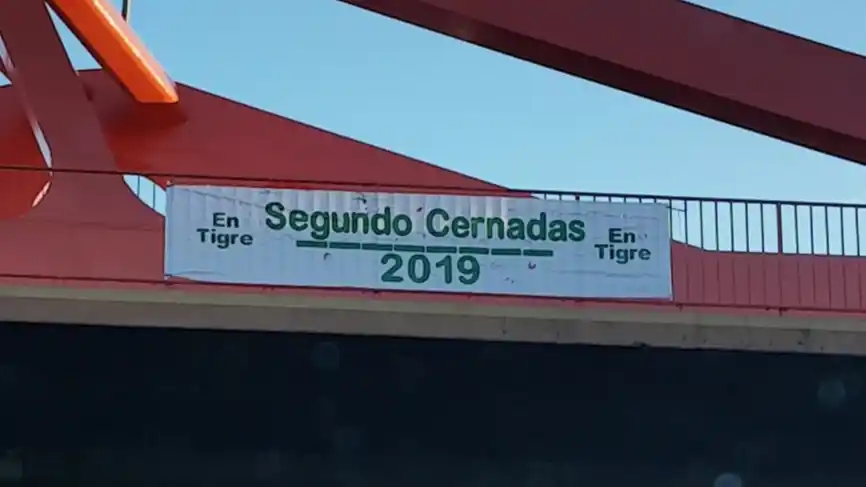 En
Tigre
Segundo Cernadas
2019
En
Tigre